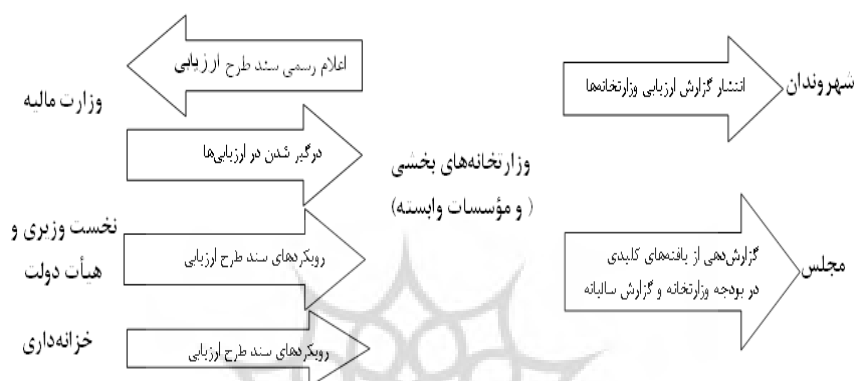 اعلام رسمی سند طرح ارزیابی
وزارت مالیه
درگیر شدن در ارزیابی‌ها
نخست وزیری و
هیأت دولت
رویکردهای سند طرح ارزیابی
خزانه‌داری
رویکردهای سند طرح ارزیابی
وزارتخانه‌های بخشی
( و مؤسسات وابسته)
انتشار گزارش ارزیابی وزارتخانه‌ها
شهروندان
گزارش‌دهی از یافته‌های کلیدی
در بودجه وزارتخانه و گزارش سالیانه
مجلس